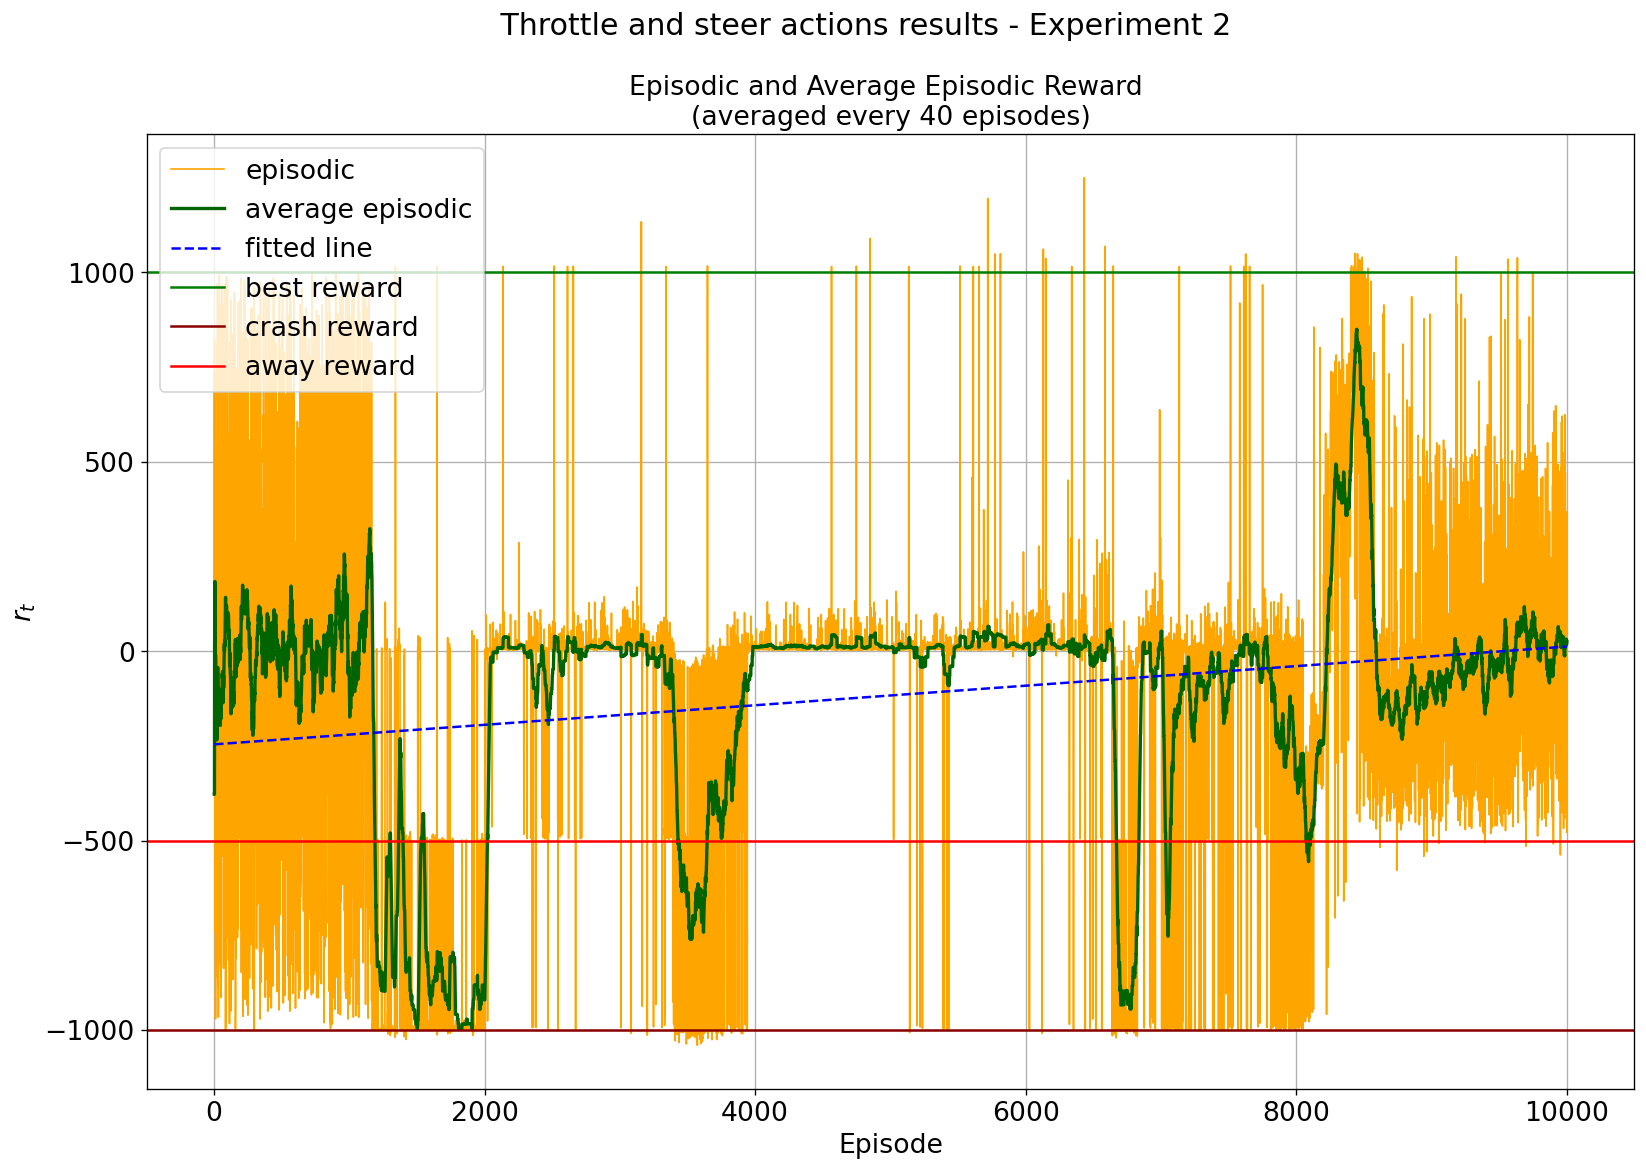 Throttle and steer actions results - Experiment 2
Episodic and Average Episodic Reward
(averaged every 40 episodes)
episodic
average episodic
fitted line
best reward
crash reward
away reward
1000
500
0
−500
−1000
r_t
0 2000 4000 6000 8000 10000
Episode